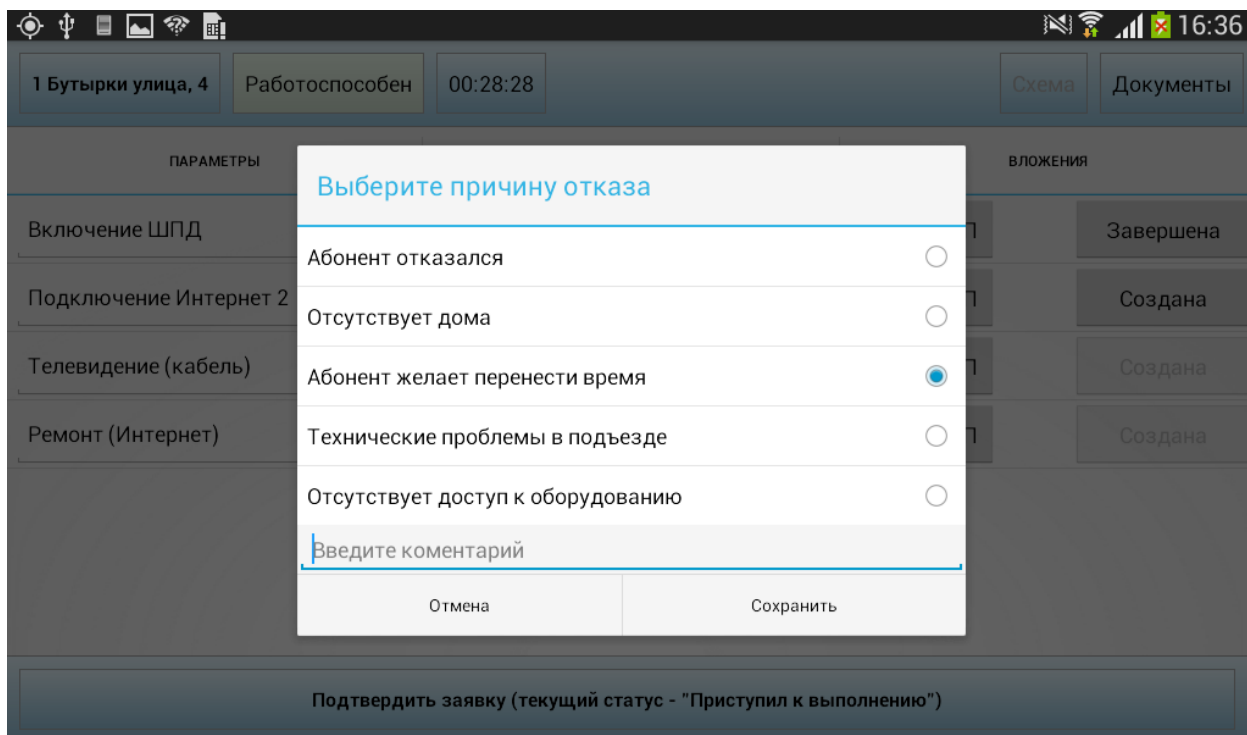 16:36
1 Бутырки улица, 4 Работоспособен 00:28:28 Схема Документы
ПАРАМЕТРЫ ВЛОЖЕНИЯ
Выберите причину отказа
Включение ШПД Завершена
Абонент отказался
Подключение Интернет 2 Создана
Отсутствует дома
Телевидение (кабель) Создана
Абонент желает перенести время
Ремонт (Интернет) Создана
Технические проблемы в подъезде
Отсутствует доступ к оборудованию
Введите коментарий
Отмена Сохранить
Подтвердить заявку (текущий статус - "Приступил к выполнению")